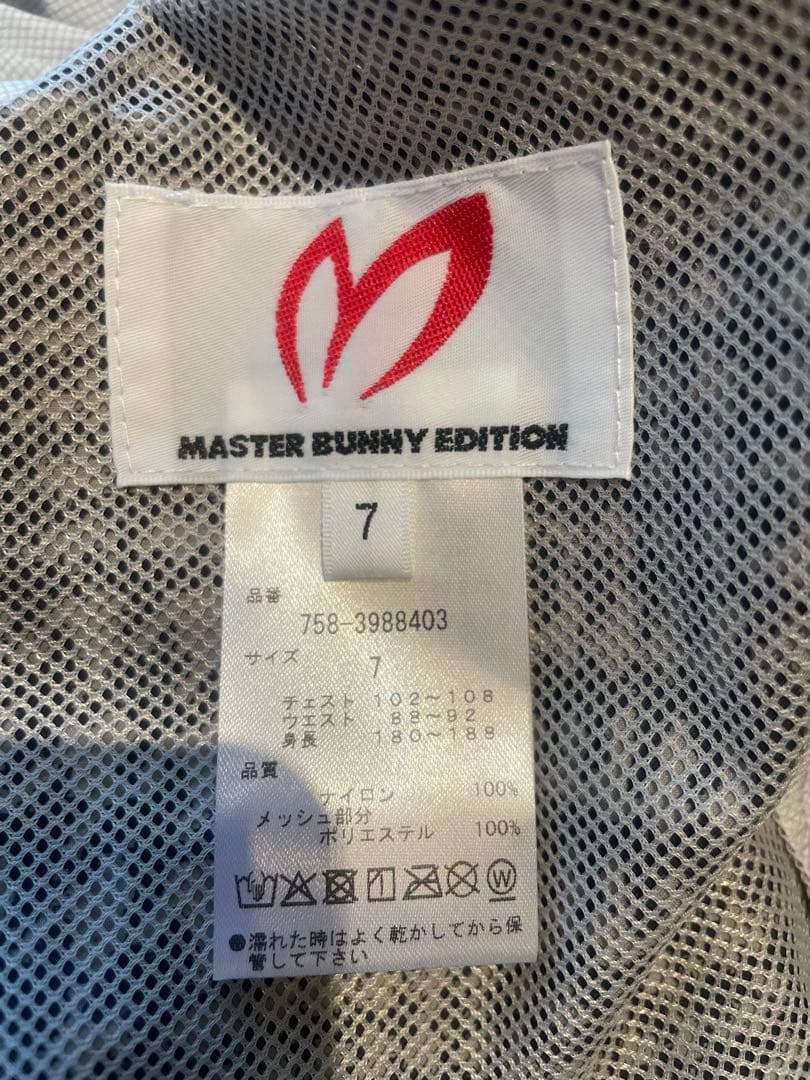 MASTER BUNNY EDITION
7
品番
758-3988403
サイズ 7
チェスト 102~108
ウエスト 88~92
身長 180~188
品質
ナイロン 100%
メッシュ部分
ポリエステル 100%
W
●濡れた時はよく乾かしてから保
管して下さい